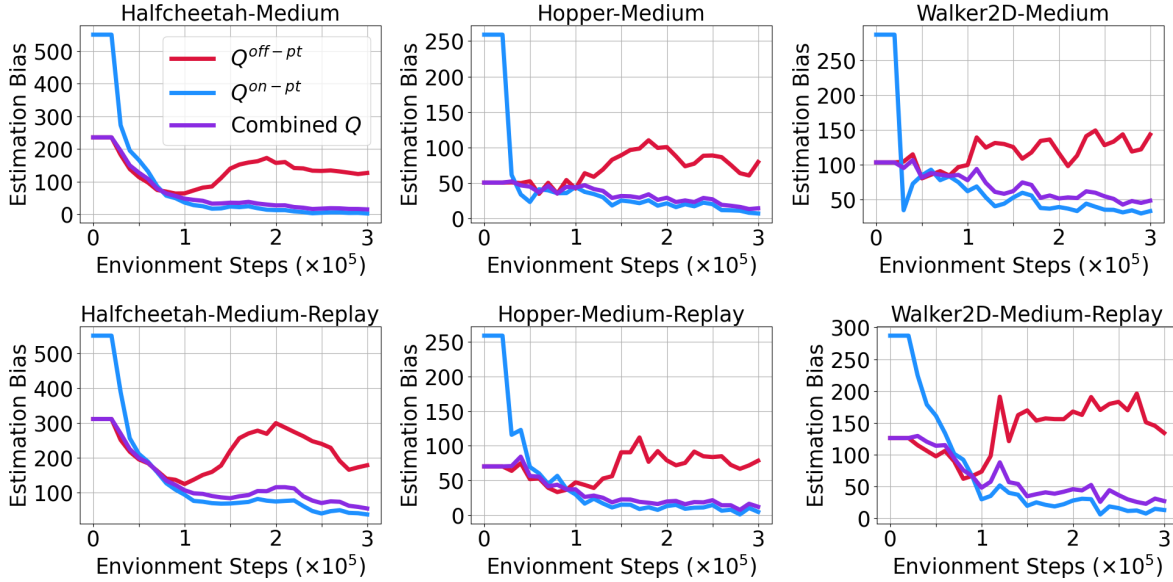 Halfcheetah-Medium
Estimation Bias
500
400
300
200
100
0
Q^{off-pt}
Q^{on-pt}
Combined Q
0 1 2 3
Envionment Steps (×10^5)
Hopper-Medium
Estimation Bias
250
200
150
100
50
0
0 1 2 3
Envionment Steps (×10^5)
Walker2D-Medium
Estimation Bias
250
200
150
100
50
0 1 2 3
Envionment Steps (×10^5)
Halfcheetah-Medium-Replay
Estimation Bias
500
400
300
200
100
0 1 2 3
Envionment Steps (×10^5)
Hopper-Medium-Replay
Estimation Bias
250
200
150
100
50
0
0 1 2 3
Envionment Steps (×10^5)
Walker2D-Medium-Replay
Estimation Bias
300
250
200
150
100
50
0
0 1 2 3
Envionment Steps (×10^5)